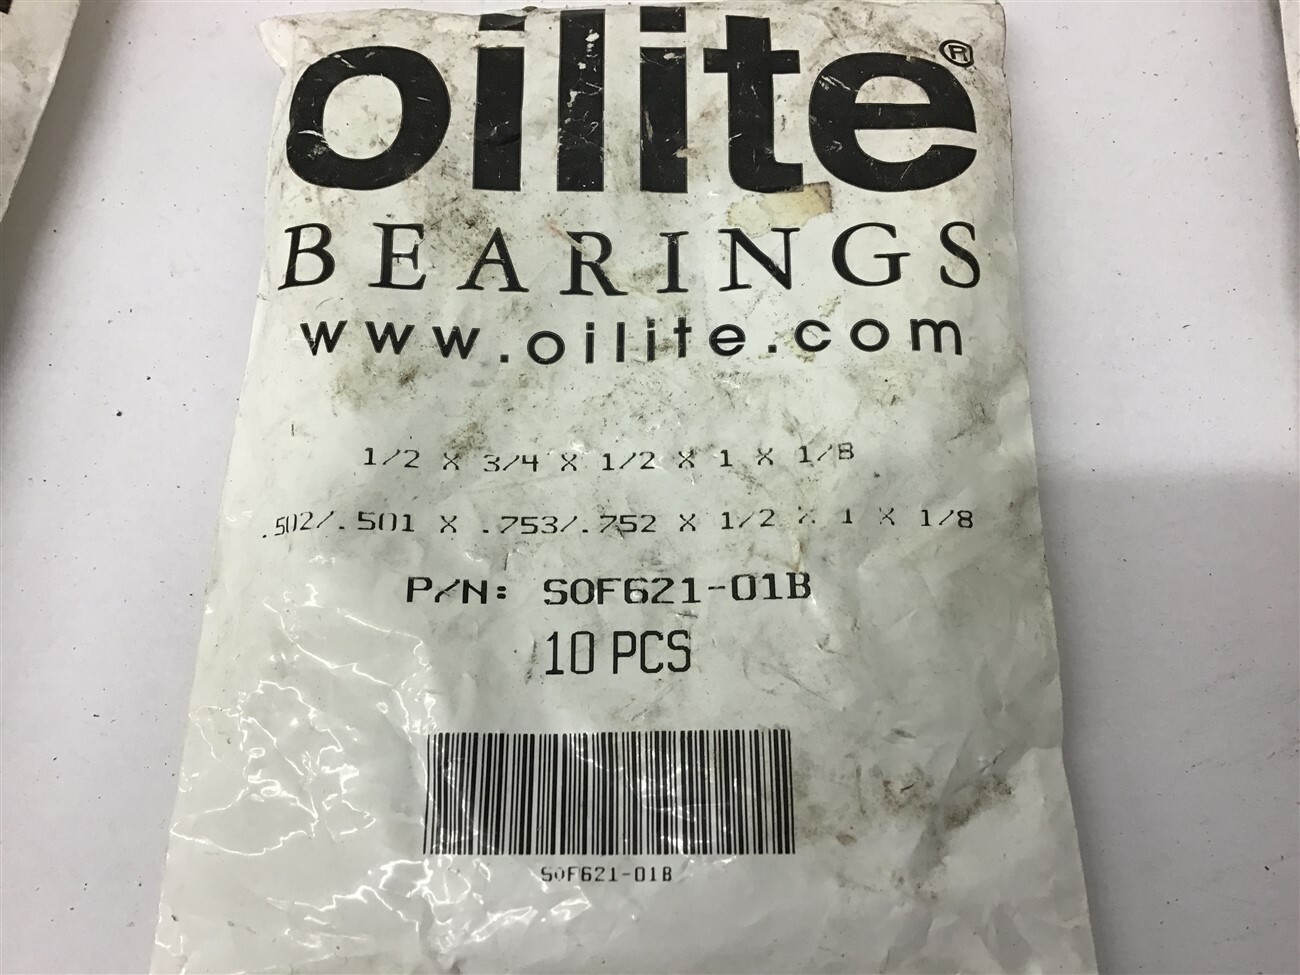 oilite®
BEARINGS
www.oilite.com
1/2 X 3/4 X 1/2 X 1 X 1/8
.502/.501 X .753/.752 X 1/2 X 1 X 1/8
P/N: SOF621-01B
10 PCS
SOF621-01B